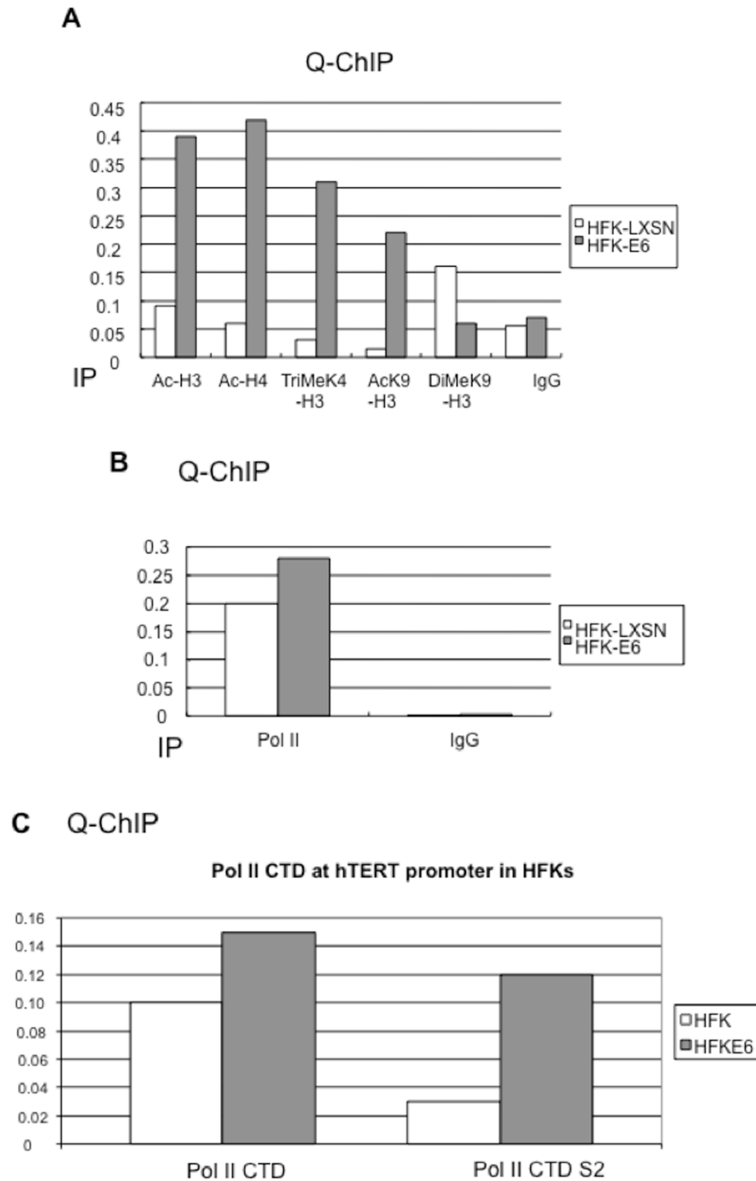 A
Q-ChIP
0.45
0.4
0.35
0.3
0.25
0.2
0.15
0.1
0.05
0
HFK-LXSN
HFK-E6
IP
Ac-H3 Ac-H4 TriMeK4 AcK9 DiMeK9 IgG
-H3 -H3 -H3
B
Q-ChIP
0.3
0.25
0.2
0.15
0.1
0.05
0
HFK-LXSN
HFK-E6
IP
Pol II IgG
C
Q-ChIP
Pol II CTD at hTERT promoter in HFKs
0.16
0.14
0.12
0.10
0.08
0.06
0.04
0.02
0
HFK
HFKE6
Pol II CTD Pol II CTD S2